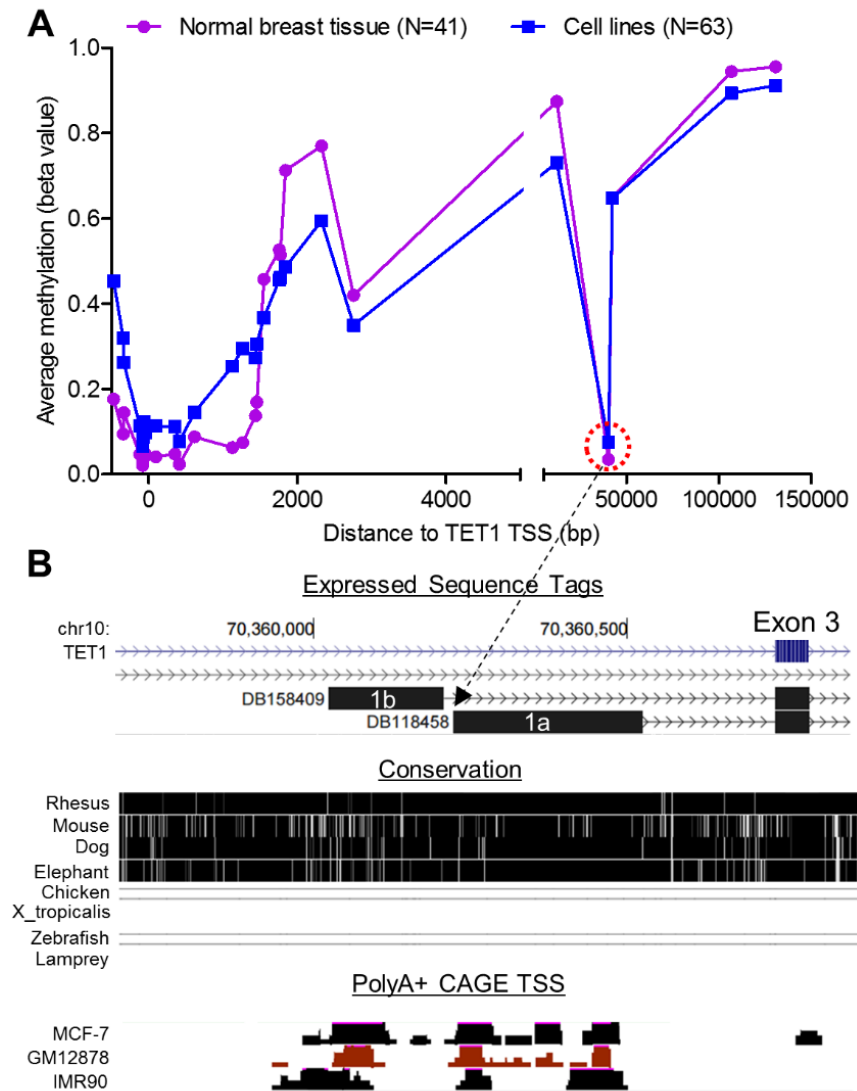 A
Normal breast tissue (N=41) Cell lines (N=63)
Average methylation (beta value)
1.0
0.8
0.6
0.4
0.2
0.0
0 2000 4000 50000 100000 150000
Distance to TET1 TSS (bp)
B
Expressed Sequence Tags
chr10: 70,360,000 70,360,500 Exon 3
TET1
DB158409 1b
DB118458 1a
Conservation
Rhesus
Mouse
Dog
Elephant
Chicken
X_tropicalis
Zebrafish
Lamprey
PolyA+ CAGE TSS
MCF-7
GM12878
IMR90